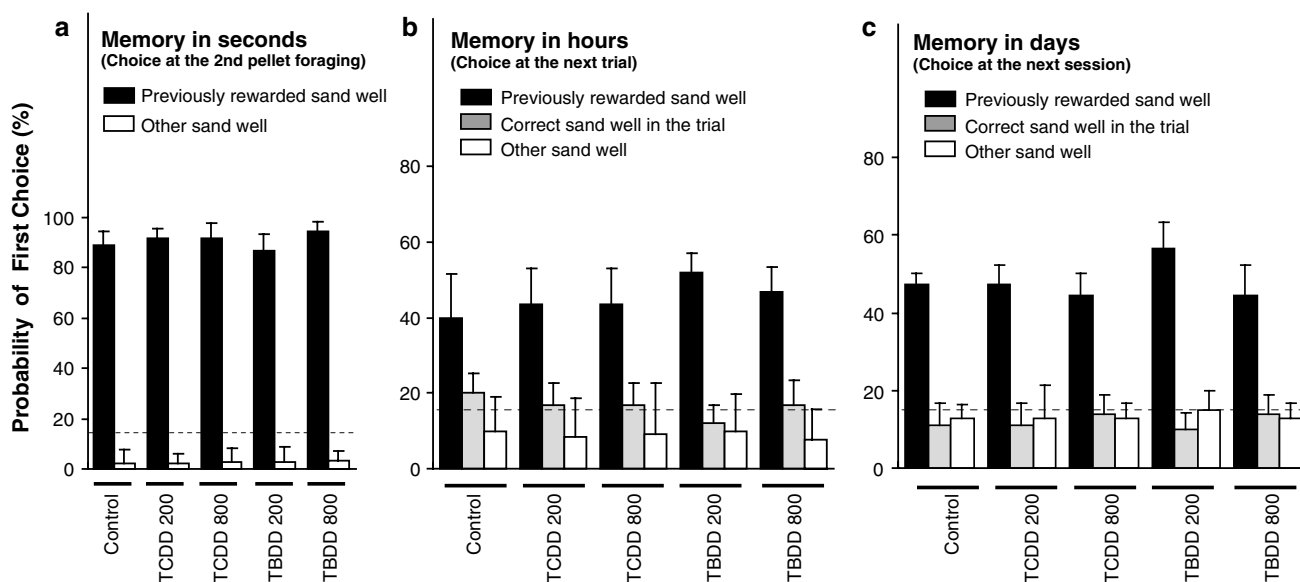 a
Memory in seconds
(Choice at the 2nd pellet foraging)
Previously rewarded sand well
Other sand well
Probability of First Choice (%)
100
80
60
40
20
0
Control
TCDD 200
TCDD 800
TBDD 200
TBDD 800
b
Memory in hours
(Choice at the next trial)
Previously rewarded sand well
Correct sand well in the trial
Other sand well
80
60
40
20
0
Control
TCDD 200
TCDD 800
TBDD 200
TBDD 800
c
Memory in days
(Choice at the next session)
Previously rewarded sand well
Correct sand well in the trial
Other sand well
80
60
40
20
0
Control
TCDD 200
TCDD 800
TBDD 200
TBDD 800